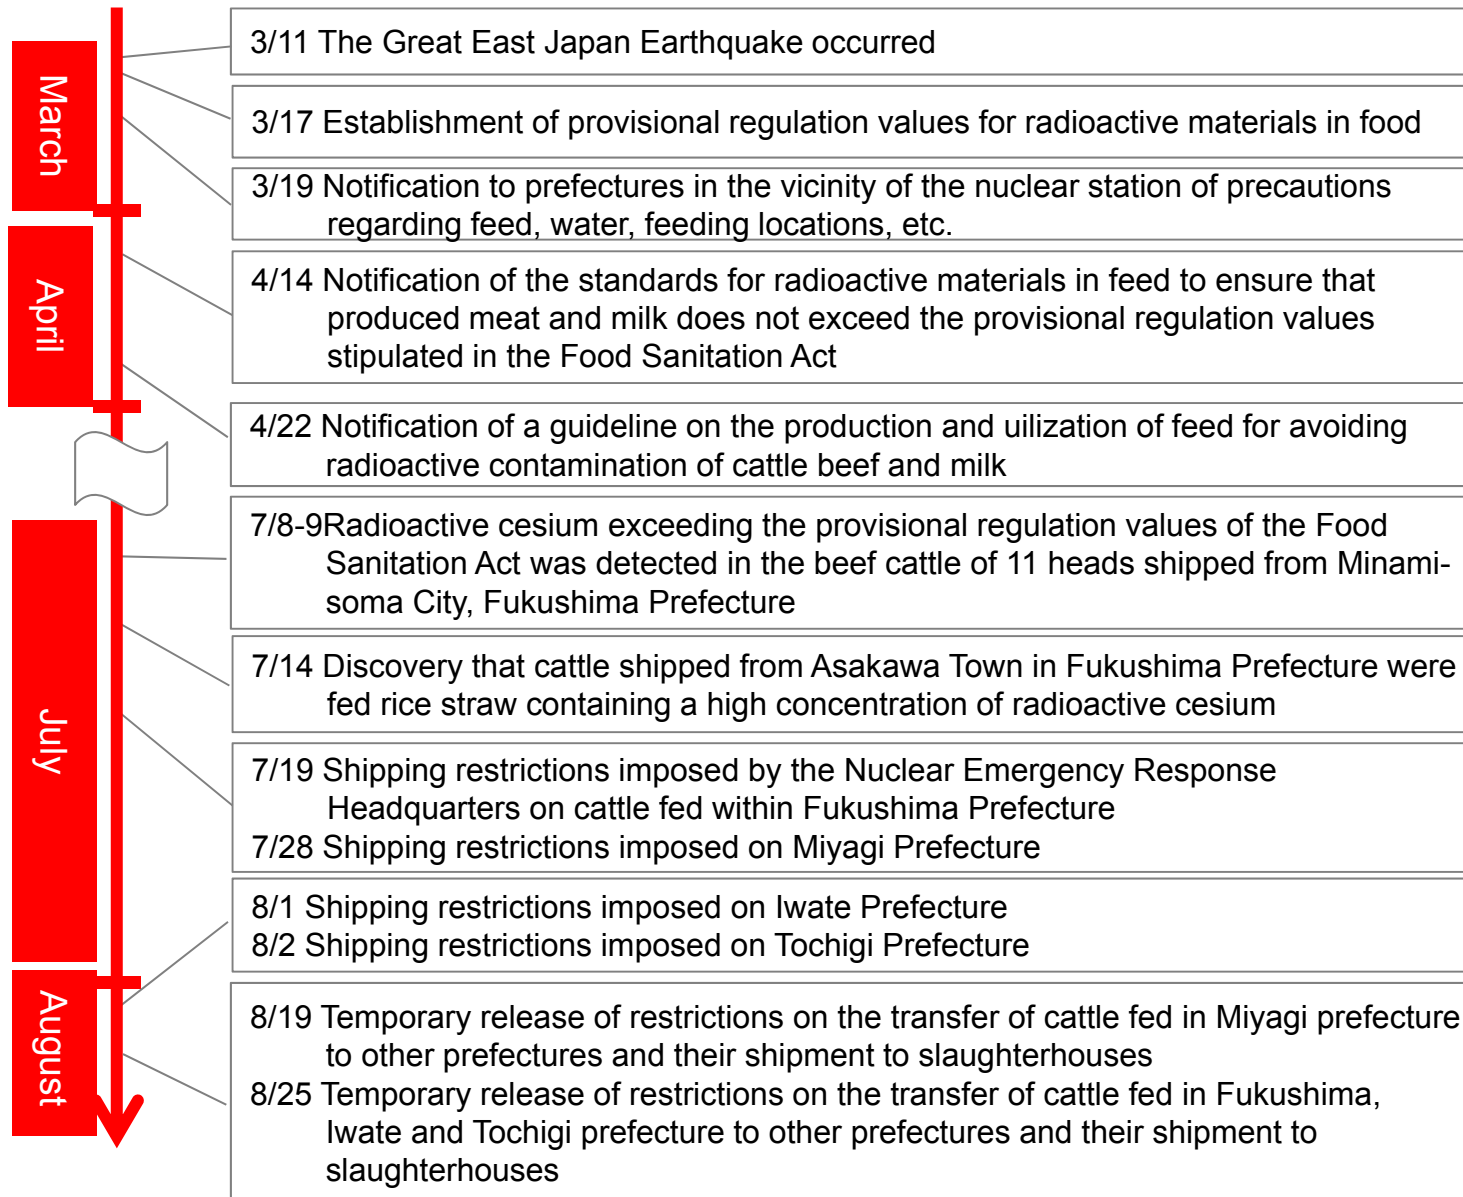 March
3/11 The Great East Japan Earthquake occurred
3/17 Establishment of provisional regulation values for radioactive materials in food
3/19 Notification to prefectures in the vicinity of the nuclear station of precautions
regarding feed, water, feeding locations, etc.
April
4/14 Notification of the standards for radioactive materials in feed to ensure that
produced meat and milk does not exceed the provisional regulation values
stipulated in the Food Sanitation Act
4/22 Notification of a guideline on the production and uilization of feed for avoiding
radioactive contamination of cattle beef and milk
July
7/8-9Radioactive cesium exceeding the provisional regulation values of the Food
Sanitation Act was detected in the beef cattle of 11 heads shipped from Minami-
soma City, Fukushima Prefecture
7/14 Discovery that cattle shipped from Asakawa Town in Fukushima Prefecture were
fed rice straw containing a high concentration of radioactive cesium
7/19 Shipping restrictions imposed by the Nuclear Emergency Response
Headquarters on cattle fed within Fukushima Prefecture
7/28 Shipping restrictions imposed on Miyagi Prefecture
August
8/1 Shipping restrictions imposed on Iwate Prefecture
8/2 Shipping restrictions imposed on Tochigi Prefecture
8/19 Temporary release of restrictions on the transfer of cattle fed in Miyagi prefecture
to other prefectures and their shipment to slaughterhouses
8/25 Temporary release of restrictions on the transfer of cattle fed in Fukushima,
Iwate and Tochigi prefecture to other prefectures and their shipment to
slaughterhouses